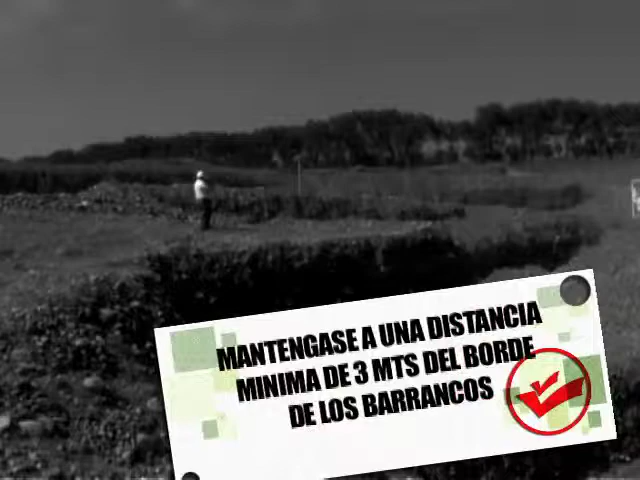 MANTENGASE A UNA DISTANCIA
MINIMA DE 3 MTS DEL BORDE
DE LOS BARRANCOS